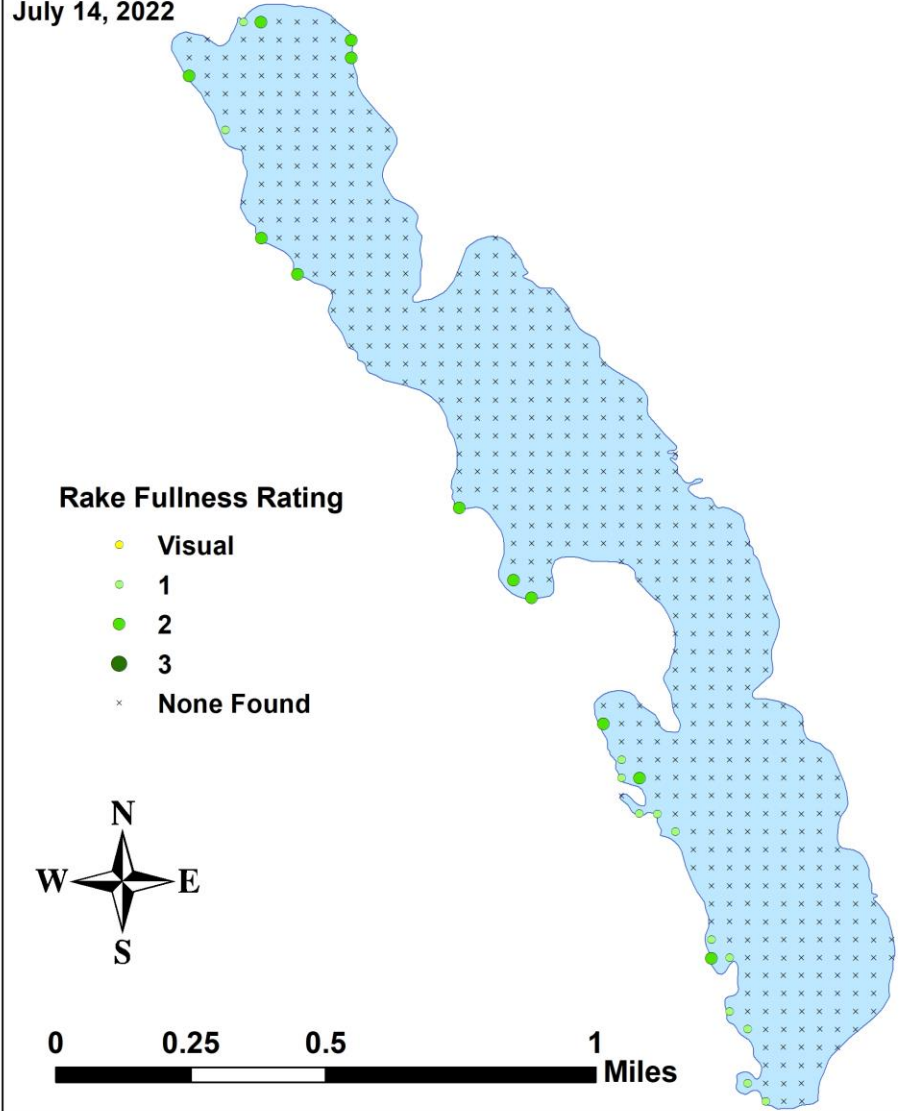 July 14, 2022
Rake Fullness Rating
Visual
1
2
3
None Found
N
W E
S
0 0.25 0.5 1
Miles